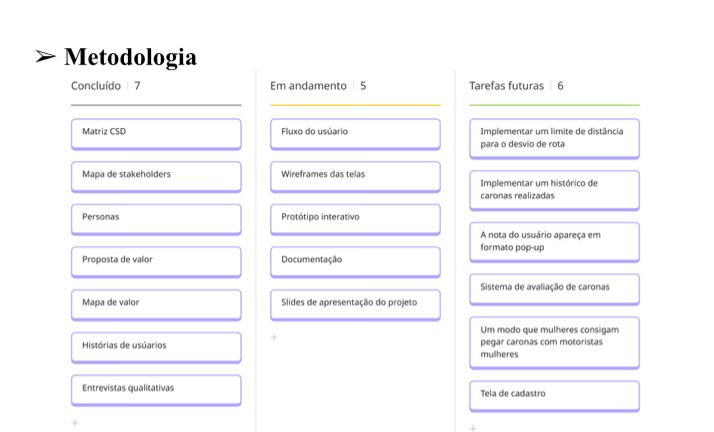 ➢ Metodologia
Concluído | 7
Matriz CSD
Mapa de stakeholders
Personas
Proposta de valor
Mapa de valor
Histórias de usúarios
Entrevistas qualitativas
+
Em andamento | 5
Fluxo do usúario
Wireframes das telas
Protótipo interativo
Documentação
Slides de apresentação do projeto
+
Tarefas futuras | 6
Implementar um limite de distância
para o desvio de rota
Implementar um histórico de
caronas realizadas
A nota do usuário apareça em
formato pop-up
Sistema de avaliação de caronas
Um modo que mulheres consigam
pegar caronas com motoristas
mulheres
Tela de cadastro
+